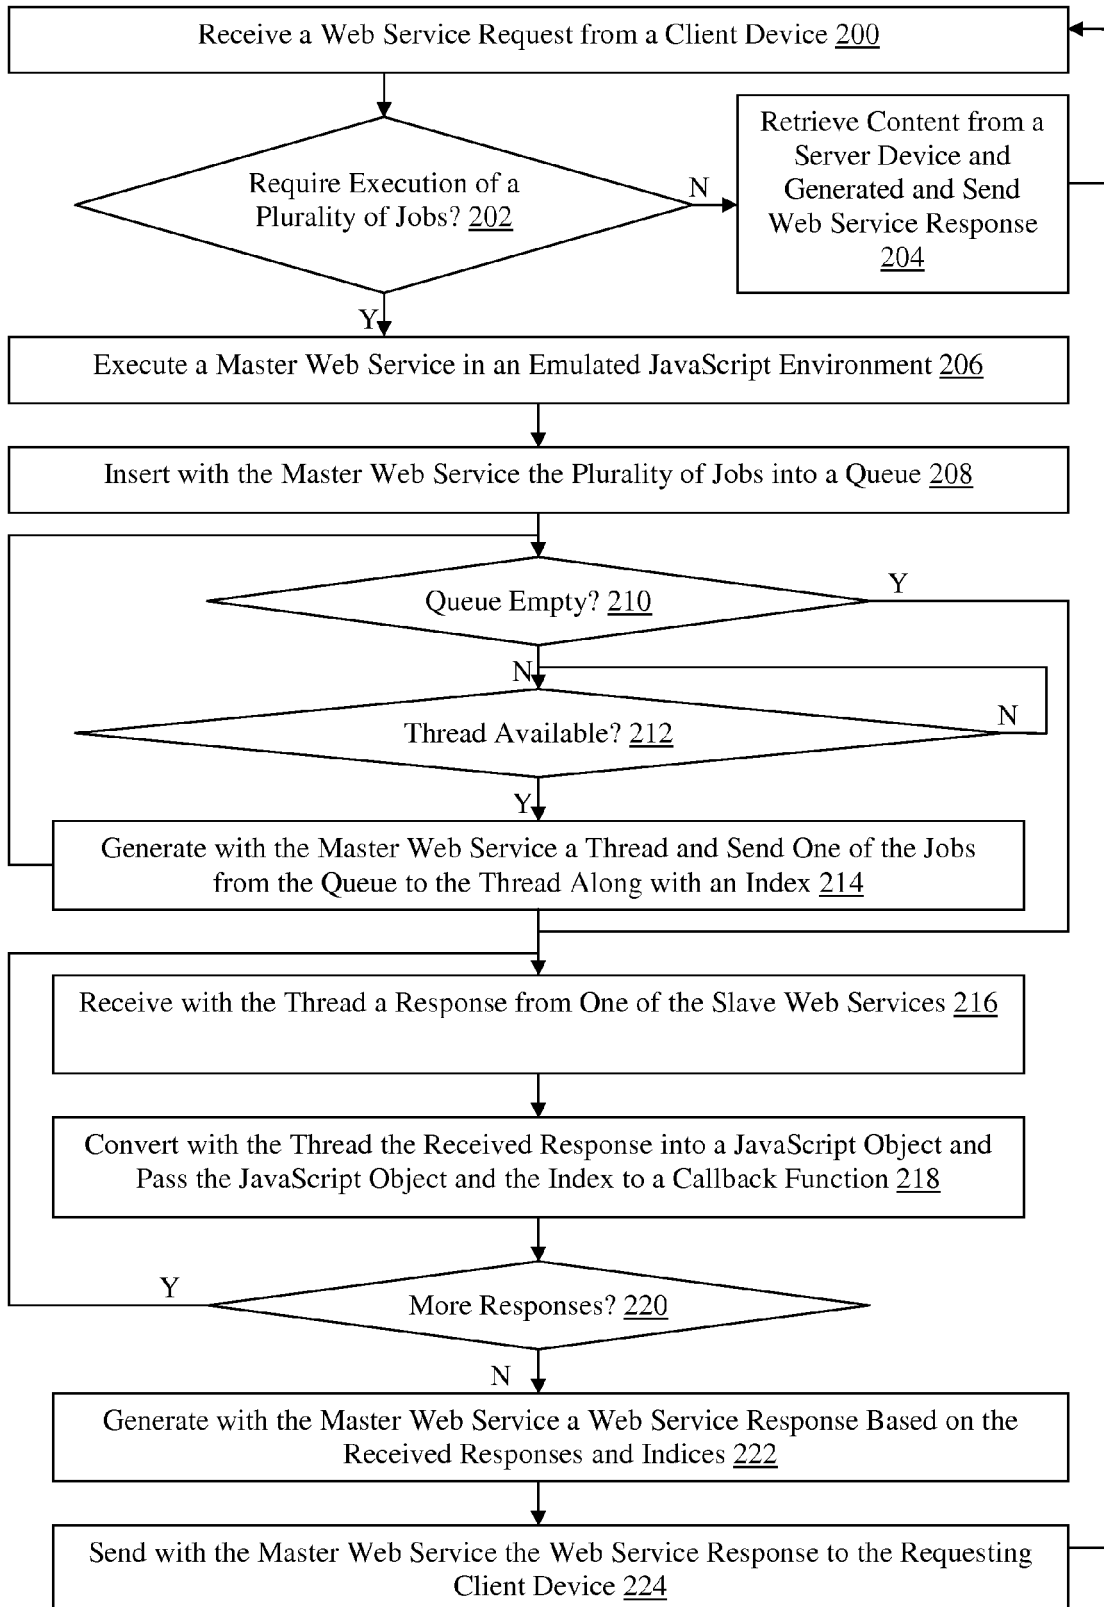 Receive a Web Service Request from a Client Device 200
Require Execution of a
Plurality of Jobs? 202
N
Retrieve Content from a
Server Device and
Generated and Send
Web Service Response
204
Y
Execute a Master Web Service in an Emulated JavaScript Environment 206
Insert with the Master Web Service the Plurality of Jobs into a Queue 208
Queue Empty? 210
Y
N
Thread Available? 212
N
Y
Generate with the Master Web Service a Thread and Send One of the Jobs
from the Queue to the Thread Along with an Index 214
Receive with the Thread a Response from One of the Slave Web Services 216
Convert with the Thread the Received Response into a JavaScript Object and
Pass the JavaScript Object and the Index to a Callback Function 218
Y
More Responses? 220
N
Generate with the Master Web Service a Web Service Response Based on the
Received Responses and Indices 222
Send with the Master Web Service the Web Service Response to the Requesting
Client Device 224